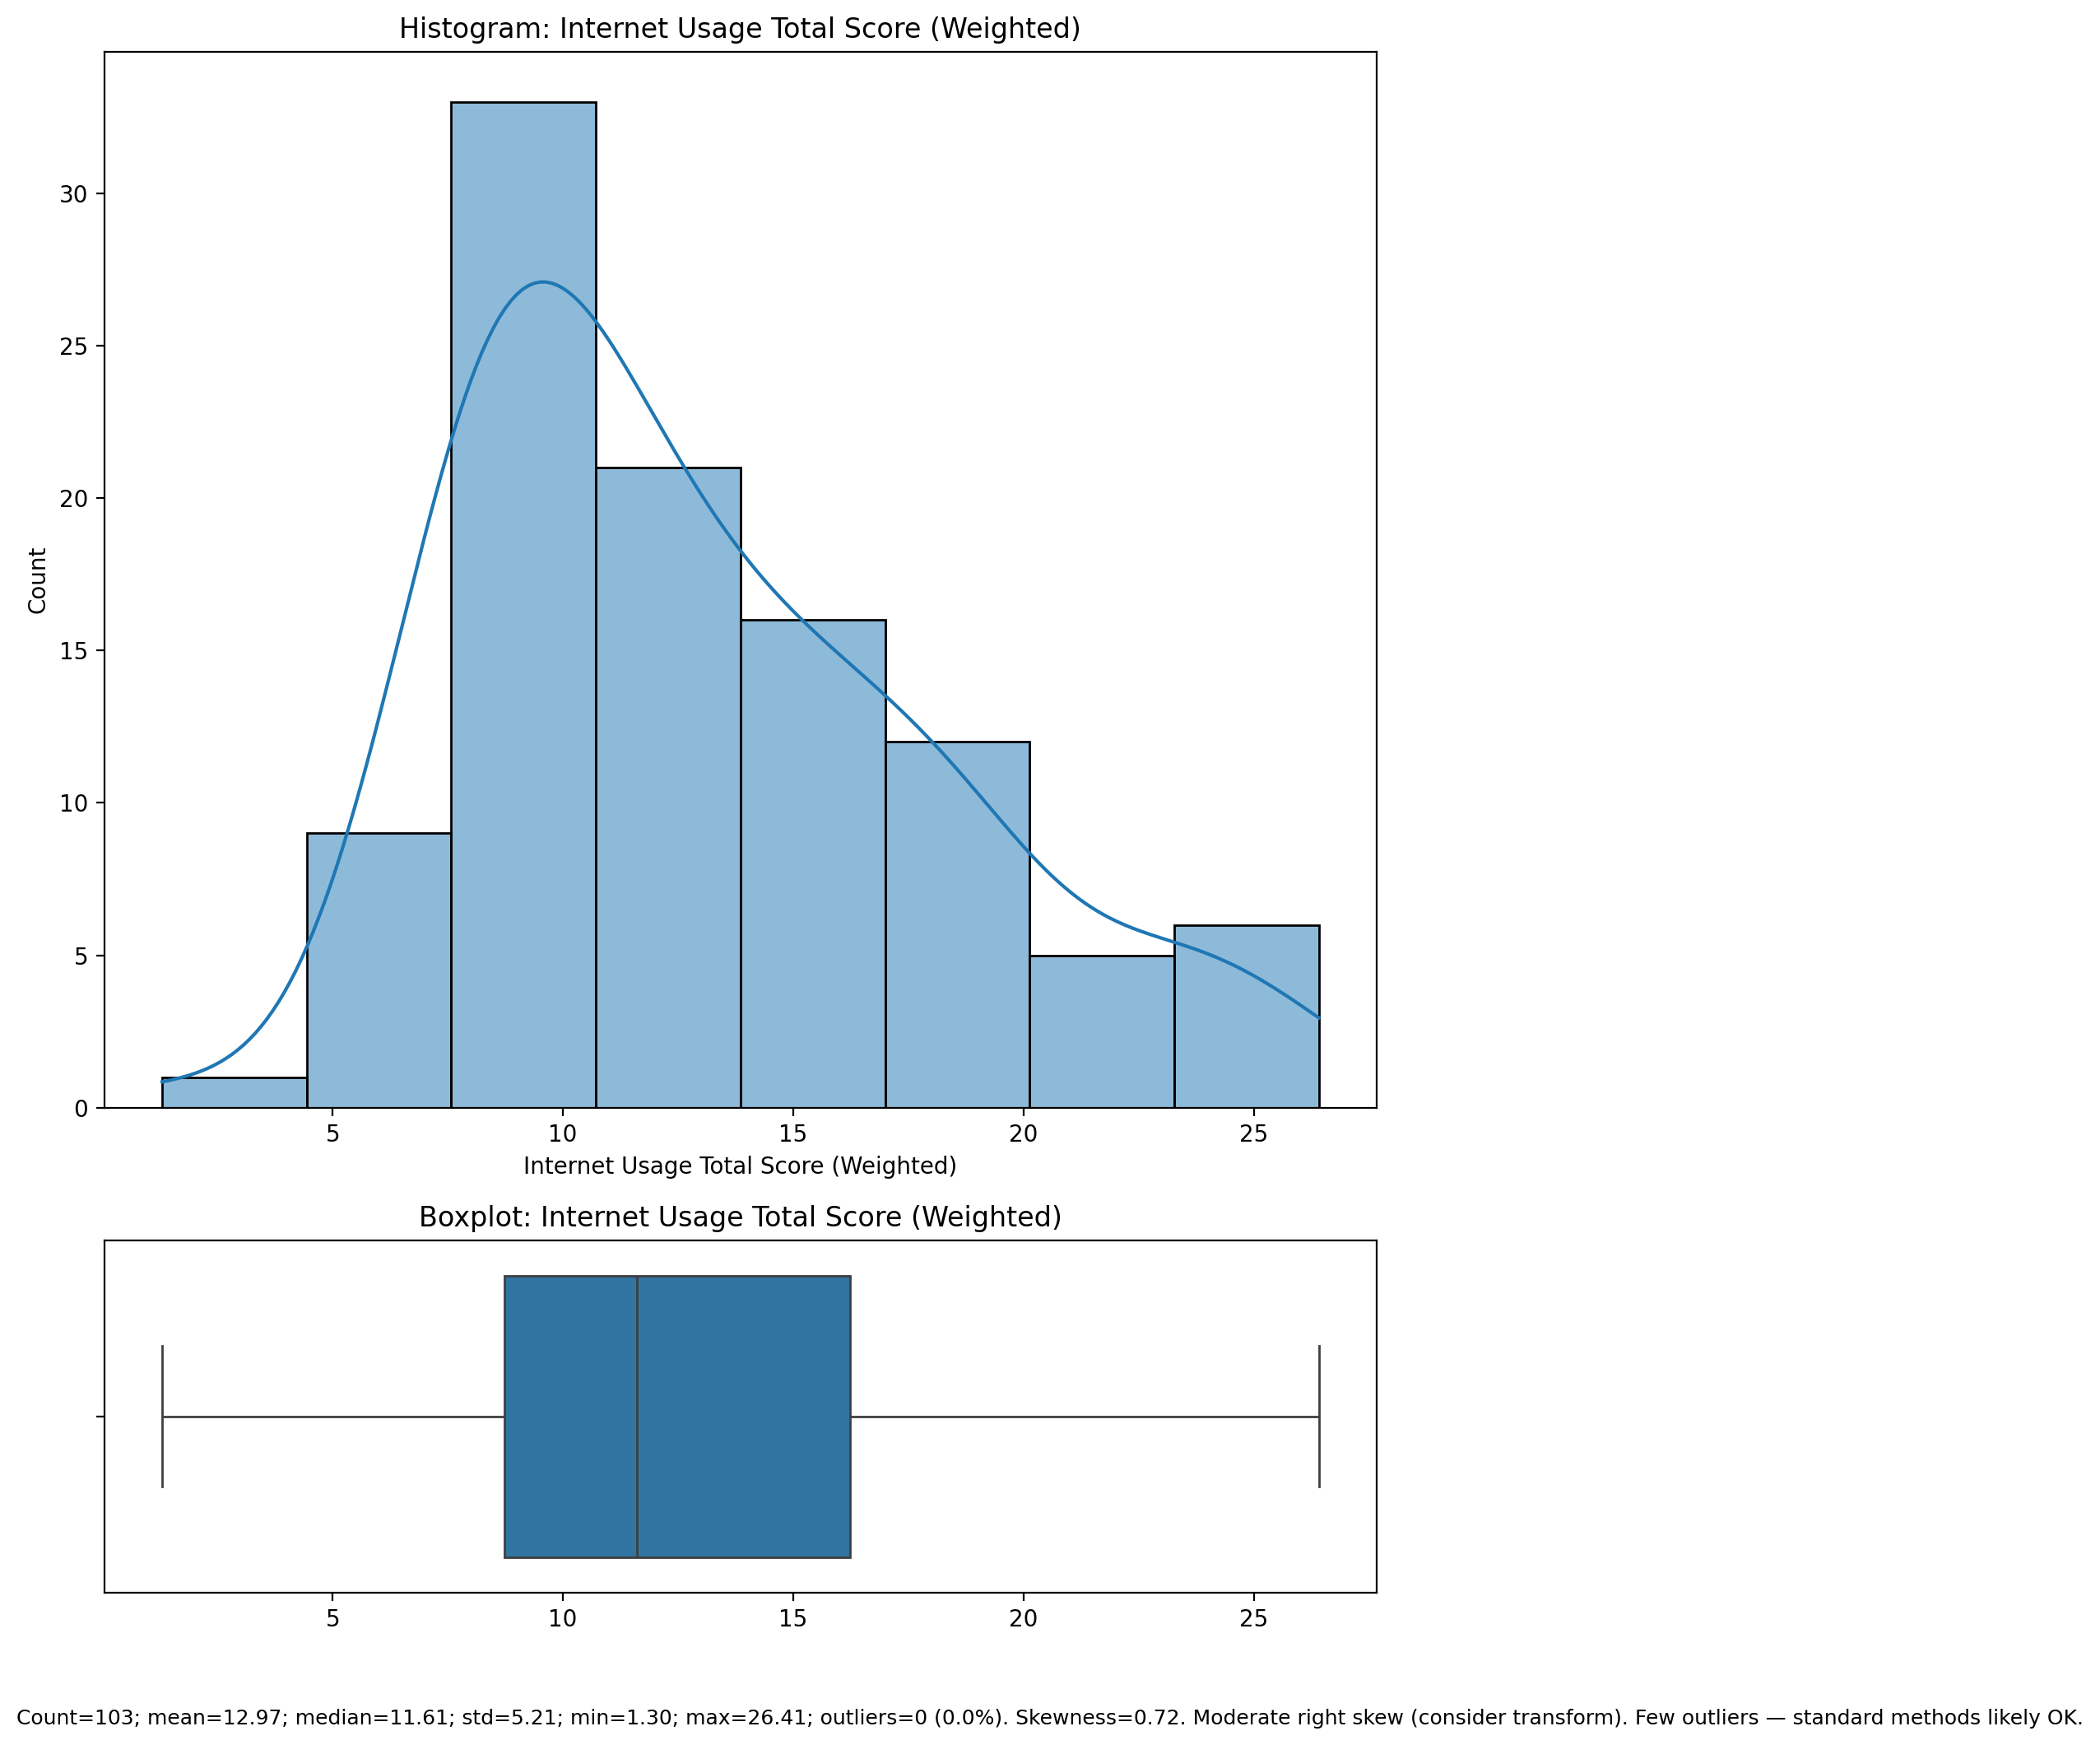 Histogram: Internet Usage Total Score (Weighted)
30
25
20
15
10
5
0
Count
5 10 15 20 25
Internet Usage Total Score (Weighted)
Boxplot: Internet Usage Total Score (Weighted)
5 10 15 20 25
Count=103; mean=12.97; median=11.61; std=5.21; min=1.30; max=26.41; outliers=0 (0.0%). Skewness=0.72. Moderate right skew (consider transform). Few outliers — standard methods likely OK.